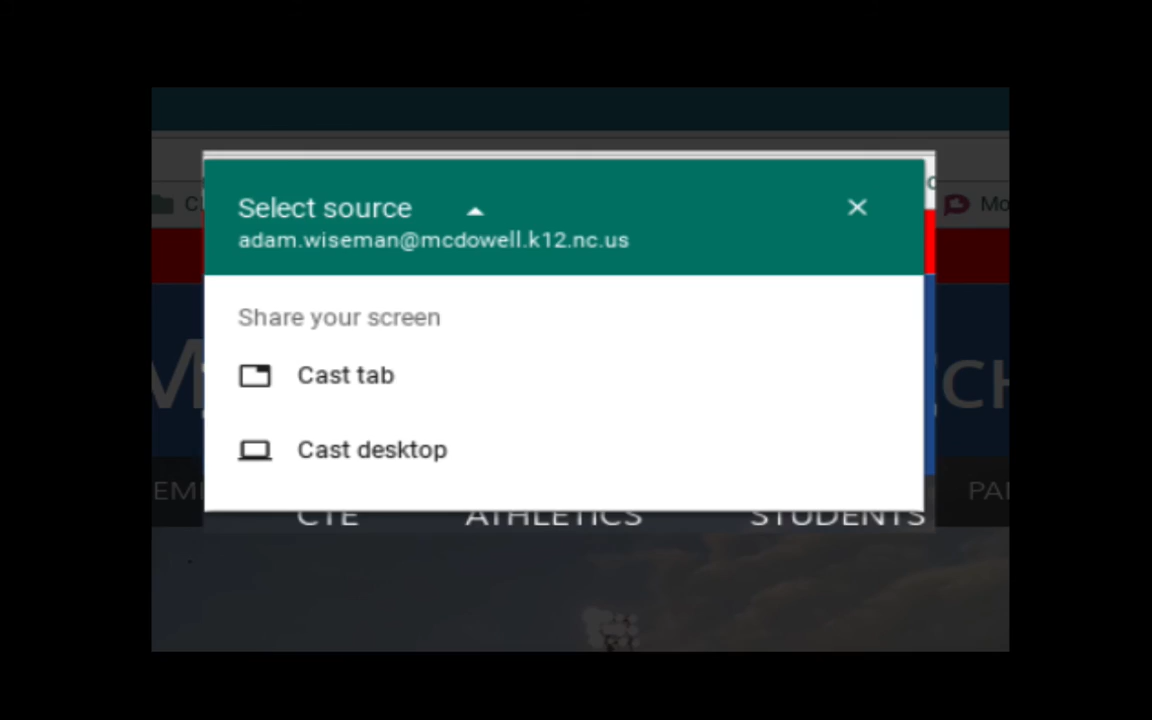 Select source
adam.wiseman@mcdowell.k12.nc.us
Share your screen
Cast tab
Cast desktop
CTE ATHLETICS STUDENTS